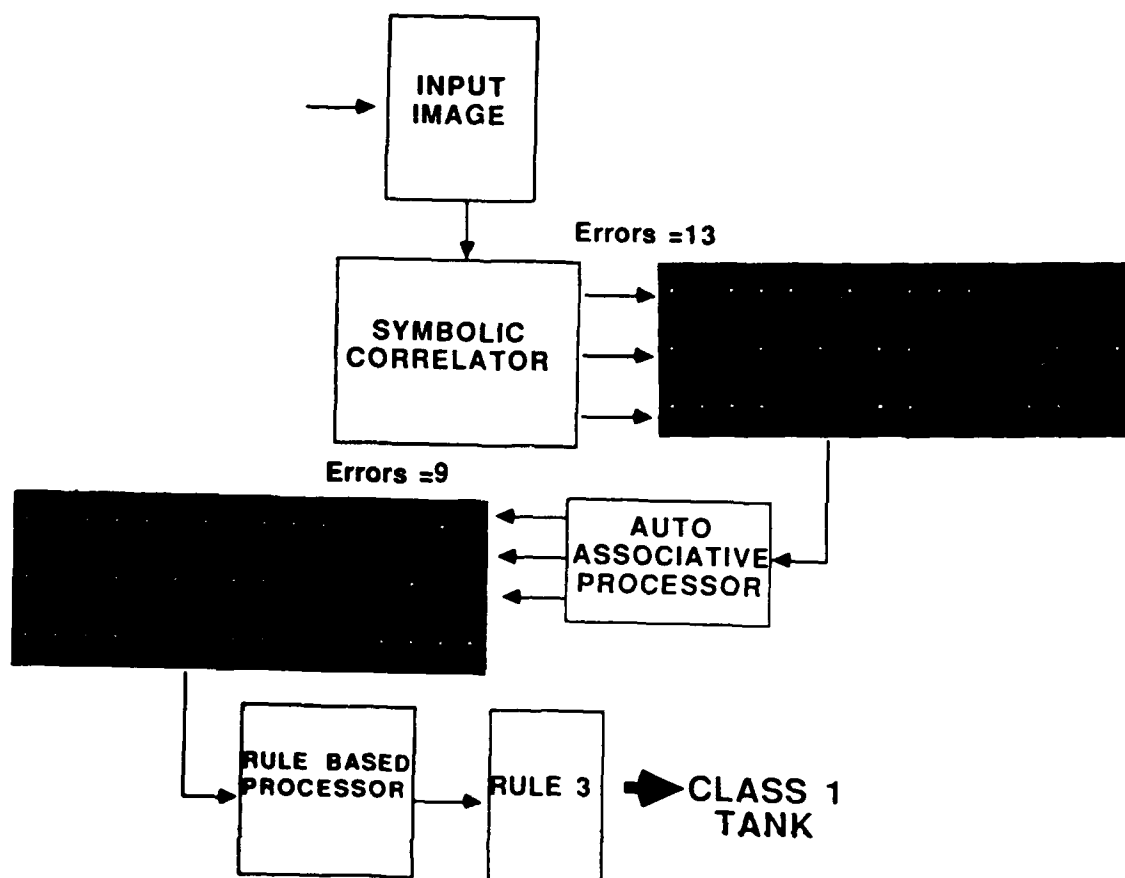 INPUT
IMAGE
Errors =13
SYMBOLIC
CORRELATOR
Errors =9
AUTO
ASSOCIATIVE
PROCESSOR
RULE BASED
PROCESSOR
RULE 3
CLASS 1
TANK